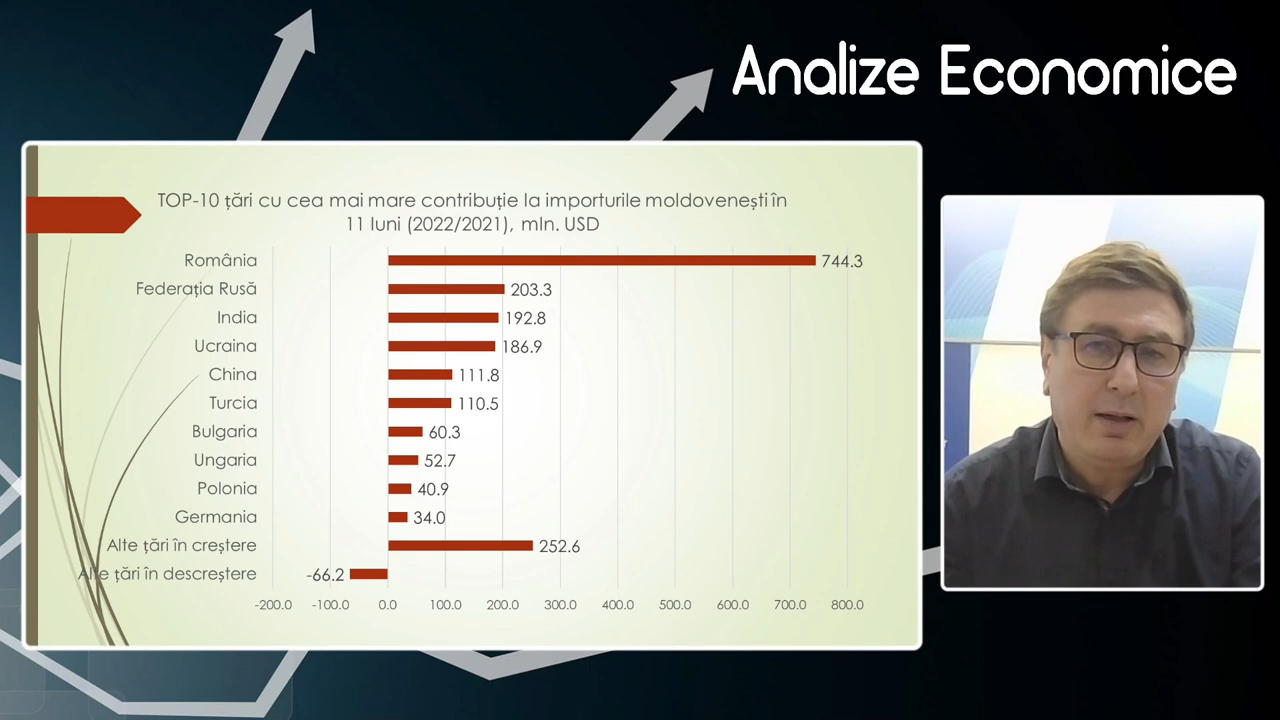 Analize Economice
TOP-10 țări cu cea mai mare contribuție la importurile moldovenești în
11 luni (2022/2021), mln. USD
România 744.3
Federația Rusă 203.3
India 192.8
Ucraina 186.9
China 111.8
Turcia 110.5
Bulgaria 60.3
Ungaria 52.7
Polonia 40.9
Germania 34.0
Alte țări în creștere 252.6
Alte țări în descreștere -66.2
-200.0 -100.0 0.0 100.0 200.0 300.0 400.0 500.0 600.0 700.0 800.0